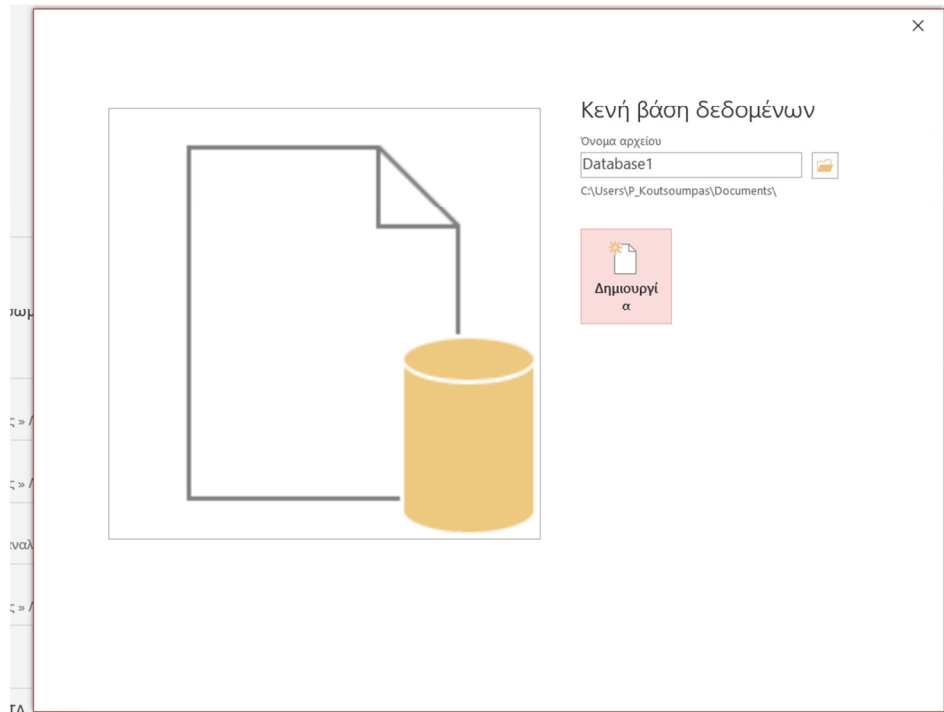 Κενή βάση δεδομένων
Όνομα αρχείου
Database1
C:\Users\P_Koutsoumpas\Documents\
Δημιουργί
α
ς » /
ς » /
ς » /